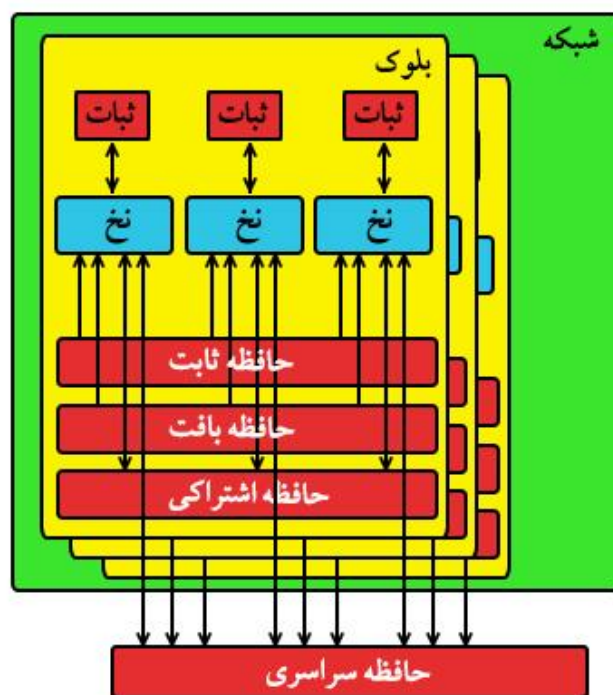 شبکه
بلوک
ثبات ثبات ثبات
نخ نخ نخ
حافظه ثابت
حافظه بافت
حافظه اشتراکی
حافظه سراسری